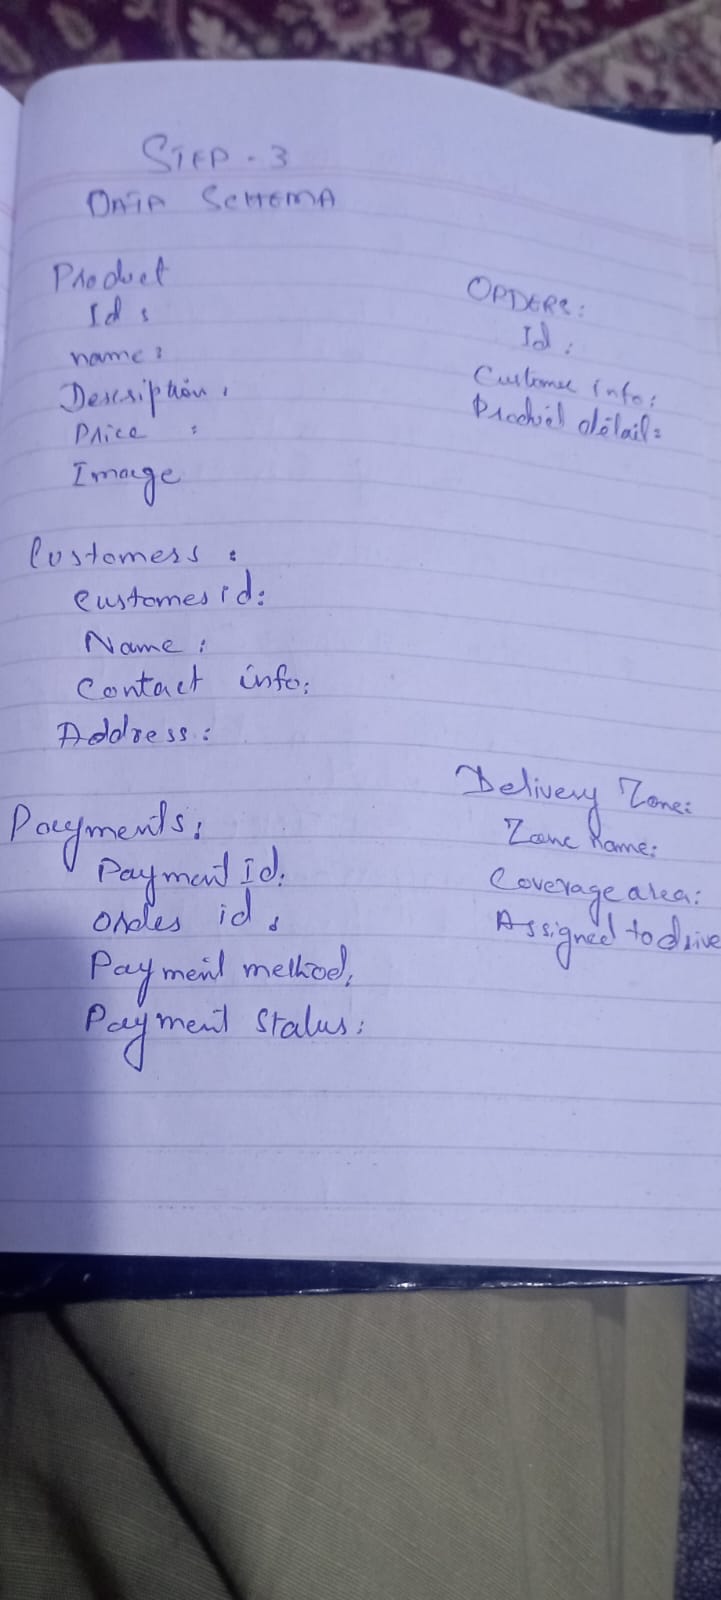 STEP - 3
DATA SCHEMA
Product
Id :
name :
Description :
Price :
Image
ORDERS :
Id :
Customer info :
Product details
Customers :
Customer id :
Name :
Contact info :
Address :
Payments :
Payment Id :
Order id :
Payment method,
Payment Status :
Delivery Zone :
Zone Name :
Coverage area :
Assigned to drive